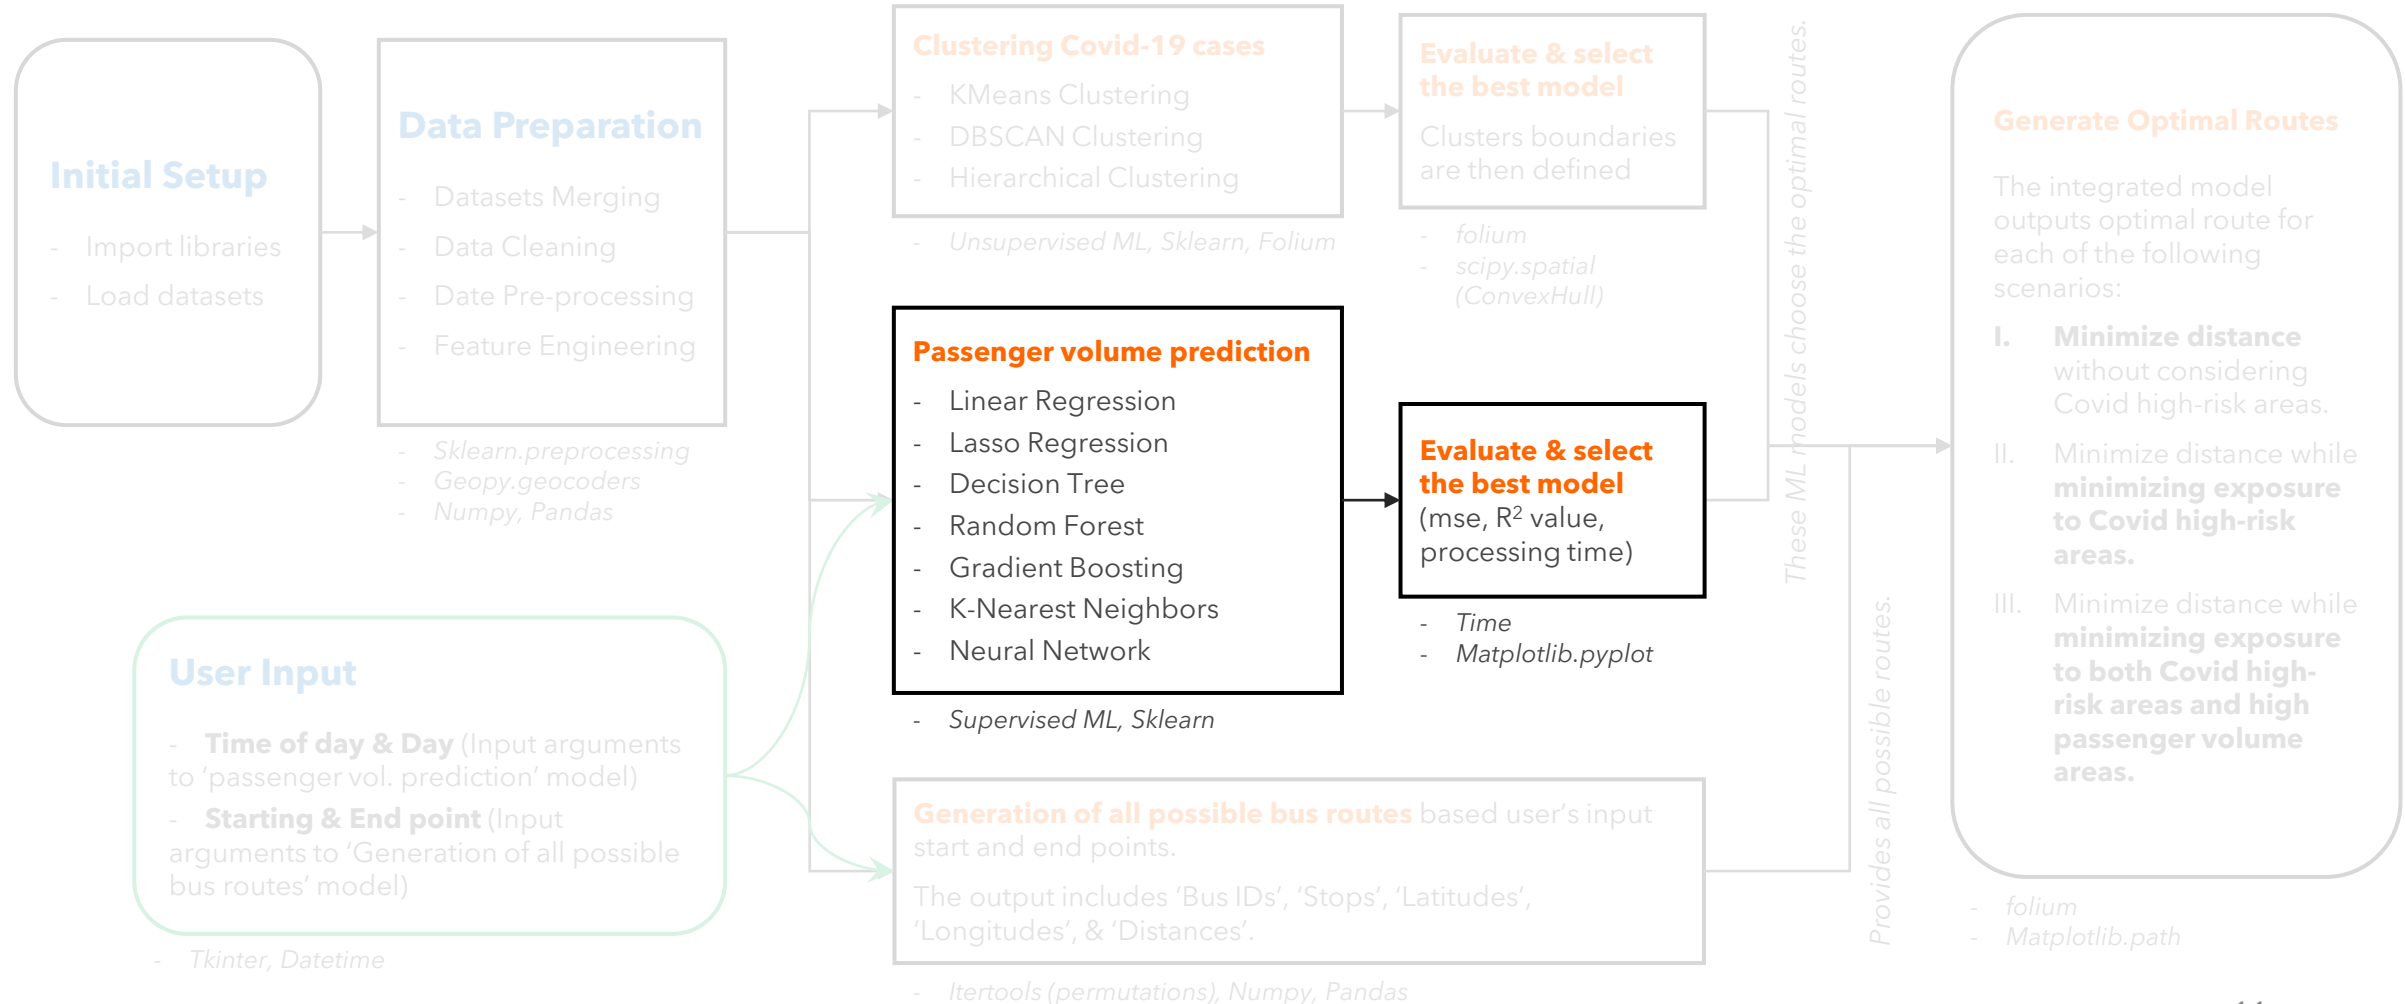 Initial Setup
- Import libraries
- Load datasets
Data Preparation
- Datasets Merging
- Data Cleaning
- Date Pre-processing
- Feature Engineering
- Sklearn.preprocessing
- Geopy.geocoders
- Numpy, Pandas
User Input
- Time of day & Day (Input arguments
to ‘passenger vol. prediction’ model)
- Starting & End point (Input
arguments to ‘Generation of all possible
bus routes’ model)
- Tkinter, Datetime
Clustering Covid-19 cases
- KMeans Clustering
- DBSCAN Clustering
- Hierarchical Clustering
- Unsupervised ML, Sklearn, Folium
Evaluate & select
the best model
Clusters boundaries
are then defined
- folium
- scipy.spatial
(ConvexHull)
Passenger volume prediction
- Linear Regression
- Lasso Regression
- Decision Tree
- Random Forest
- Gradient Boosting
- K-Nearest Neighbors
- Neural Network
- Supervised ML, Sklearn
Evaluate & select
the best model
(mse, R² value,
processing time)
- Time
- Matplotlib.pyplot
Generation of all possible bus routes based user’s input
start and end points.
The output includes ‘Bus IDs’, ‘Stops’, ‘Latitudes’,
‘Longitudes’, & ‘Distances’.
- Itertools (permutations), Numpy, Pandas
These ML models choose the optimal routes.
Provides all possible routes.
Generate Optimal Routes
The integrated model
outputs optimal route for
each of the following
scenarios:
I. Minimize distance
without considering
Covid high-risk areas.
II. Minimize distance while
minimizing exposure
to Covid high-risk
areas.
III. Minimize distance while
minimizing exposure
to both Covid high-
risk areas and high
passenger volume
areas.
- folium
- Matplotlib.path